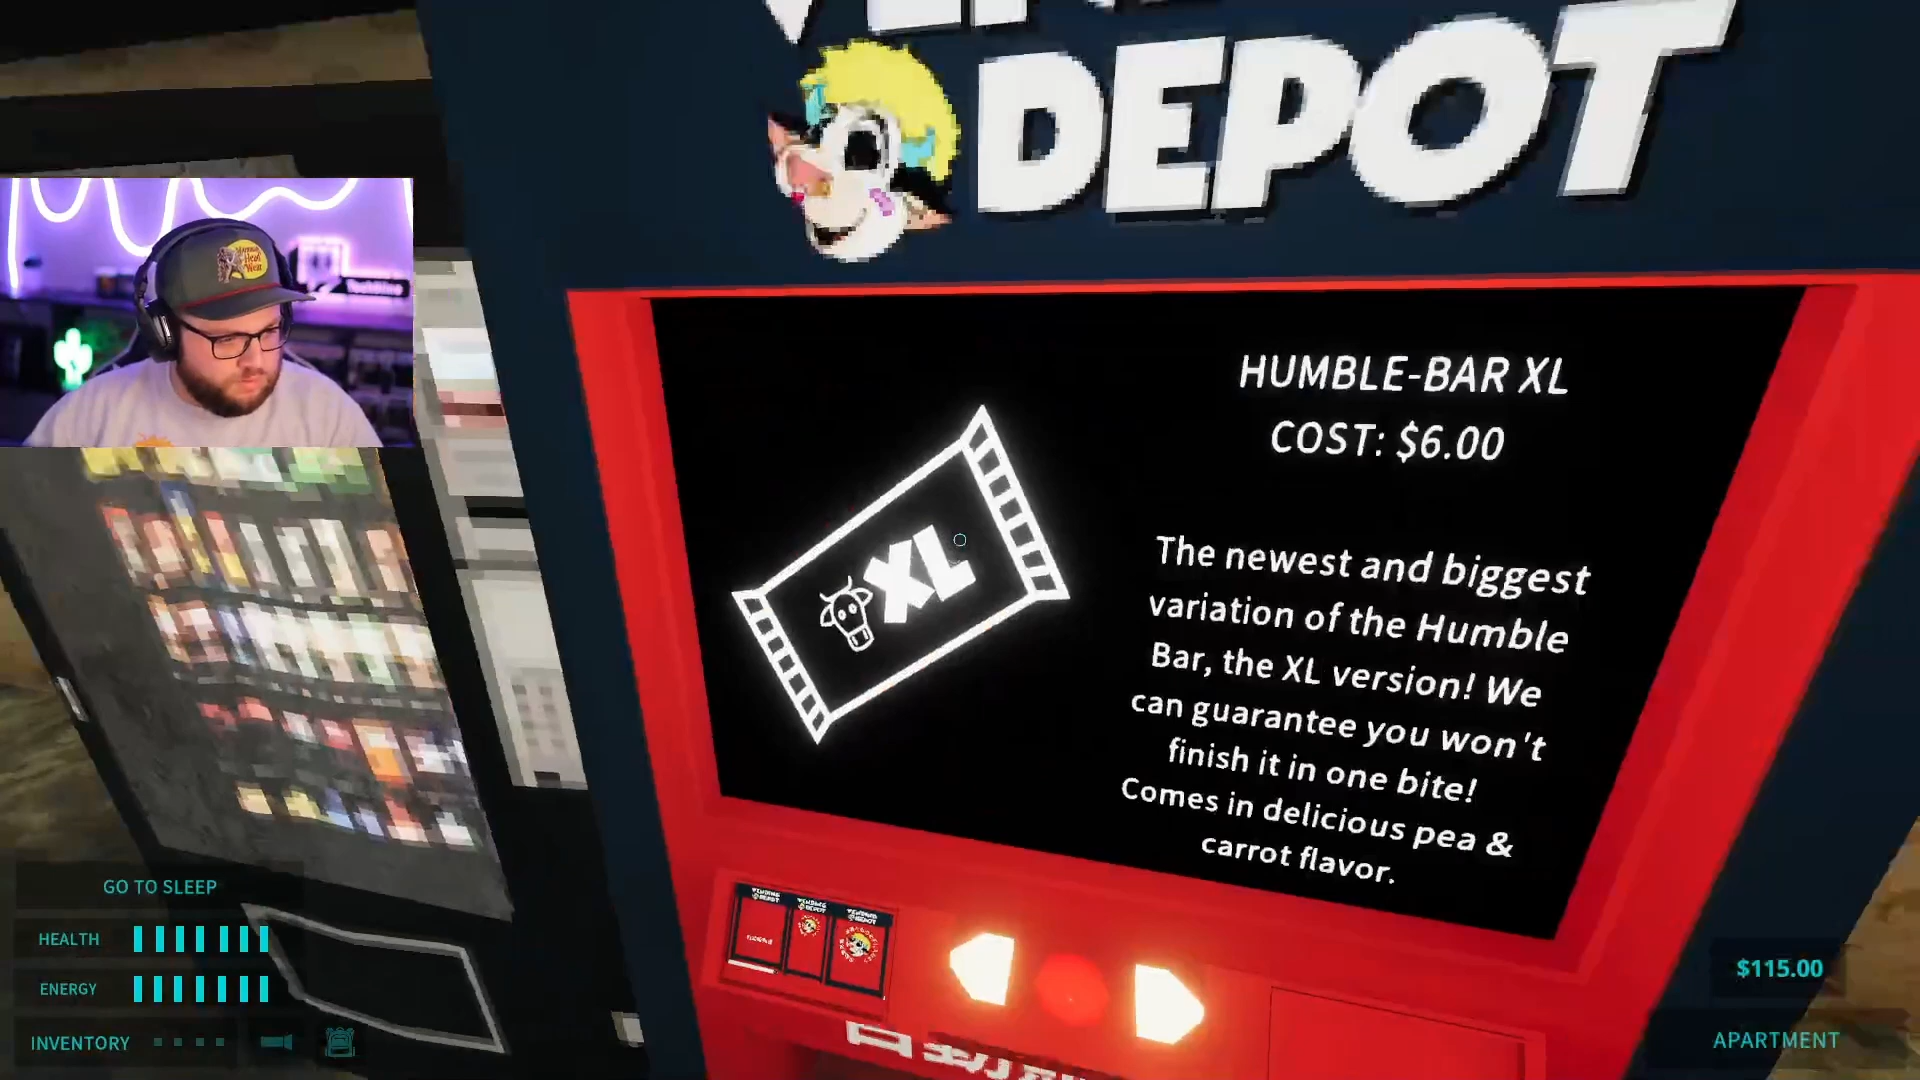 DEPOT
HUMBLE-BAR XL
COST: $6.00
The newest and biggest
variation of the Humble
Bar, the XL version! We
can guarantee you won't
finish it in one bite!
Comes in delicious pea &
carrot flavor.
XL
GO TO SLEEP
HEALTH
ENERGY
INVENTORY
$115.00
APARTMENT